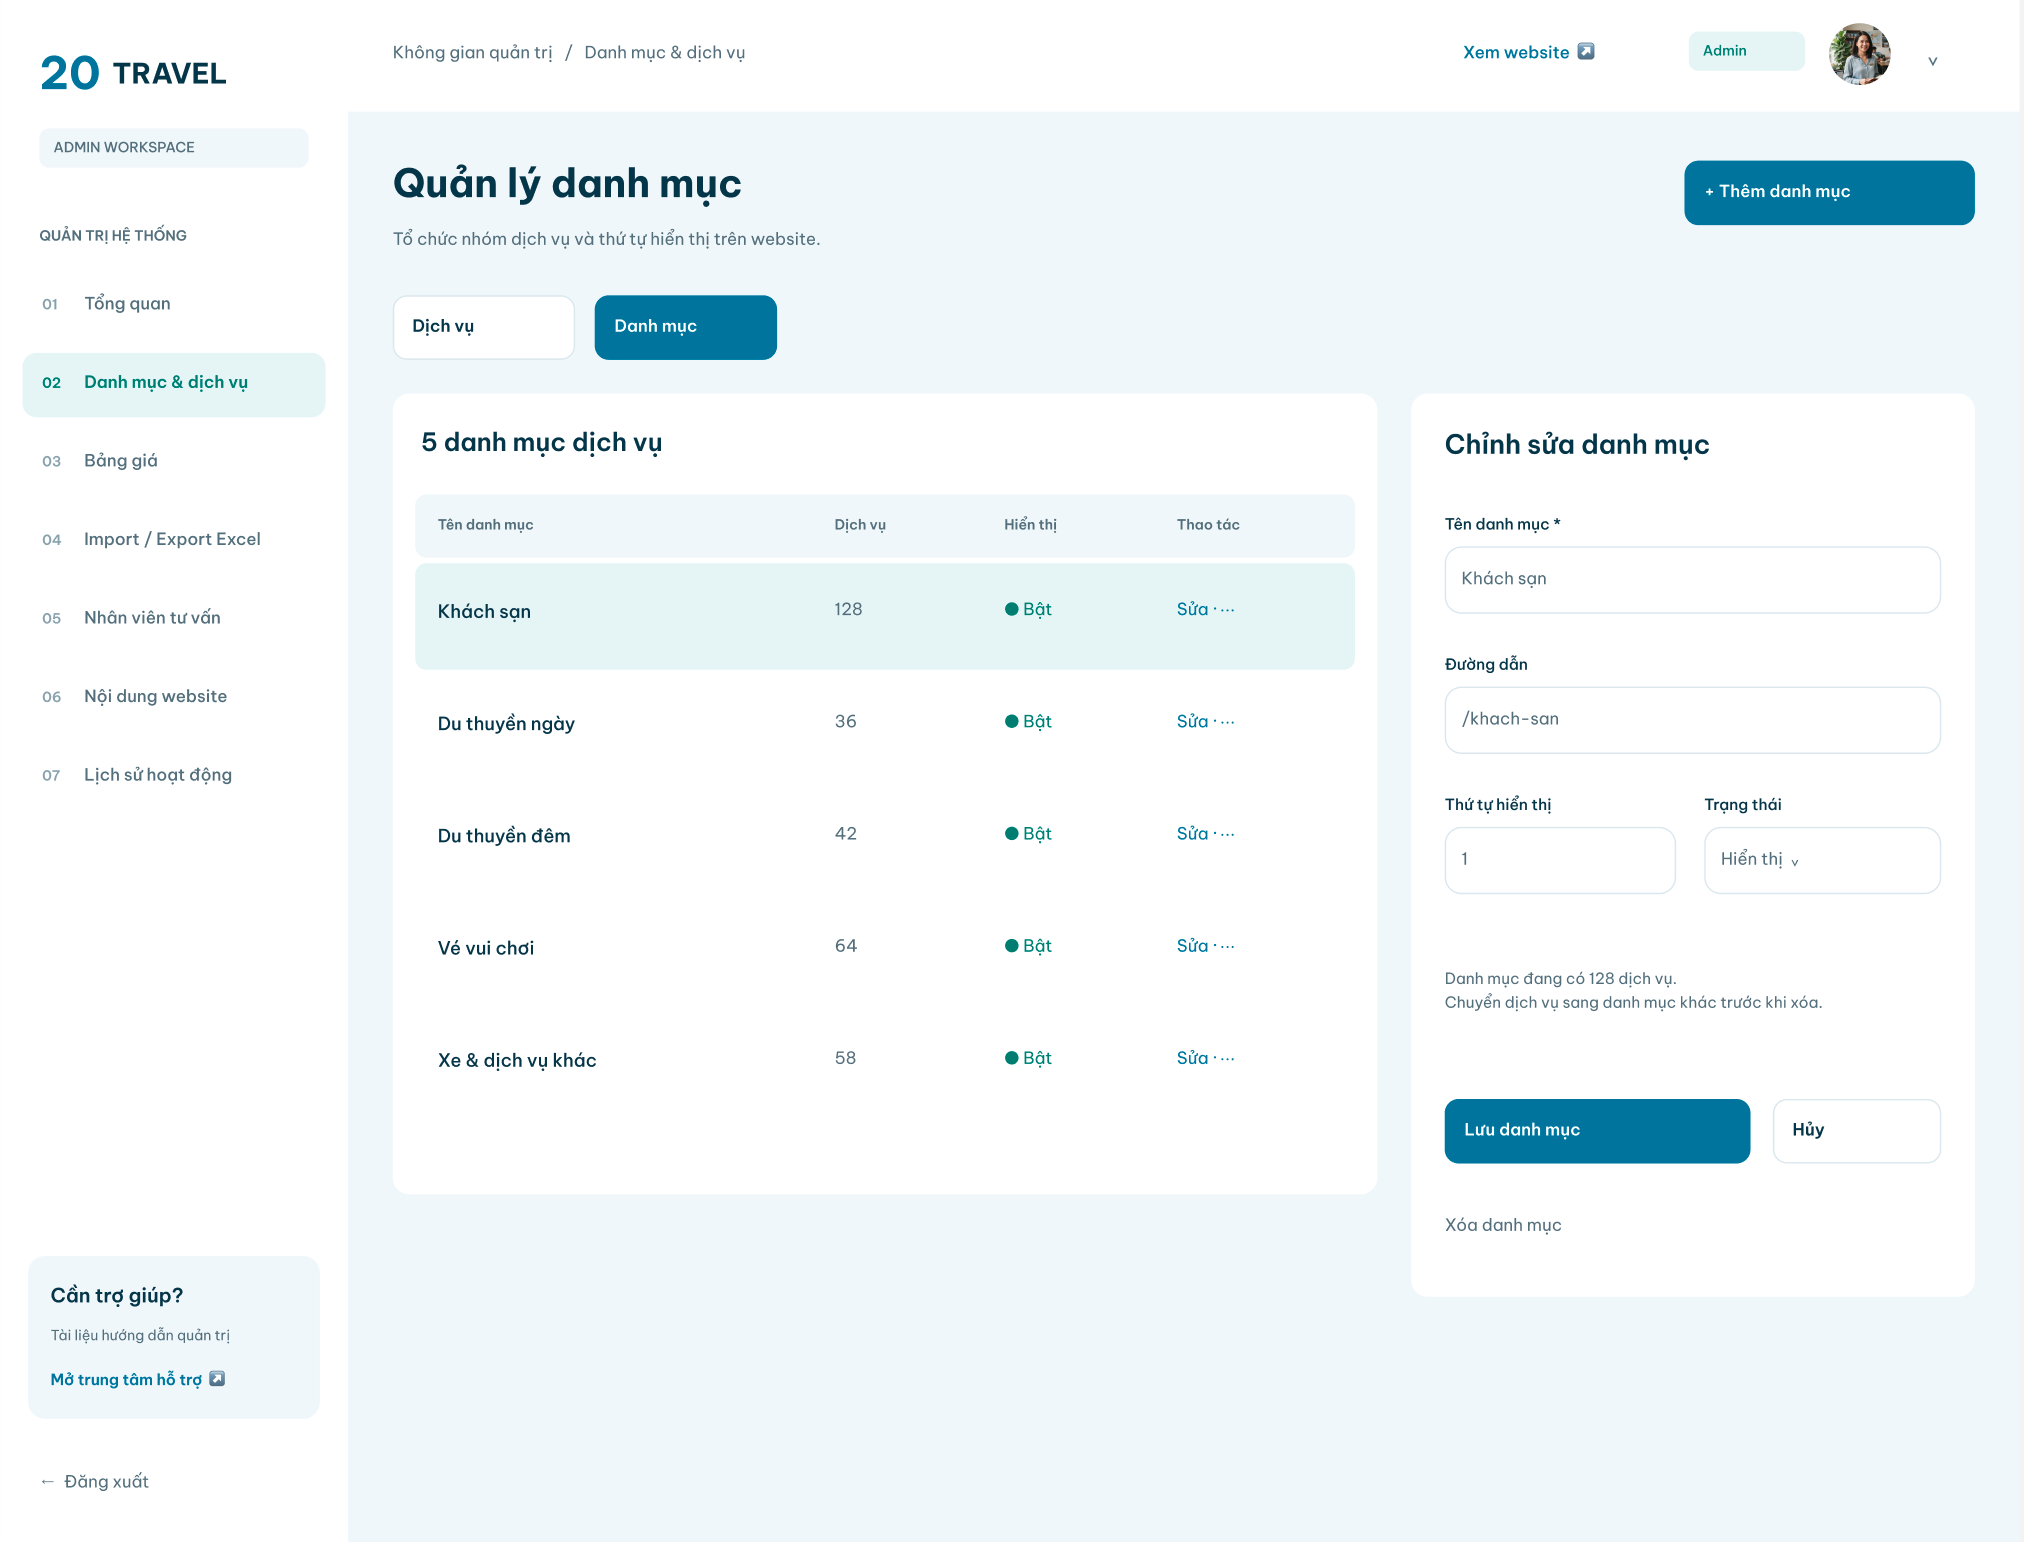 20 TRAVEL
ADMIN WORKSPACE
QUẢN TRỊ HỆ THỐNG
01 Tổng quan
02 Danh mục & dịch vụ
03 Bảng giá
04 Import / Export Excel
05 Nhân viên tư vấn
06 Nội dung website
07 Lịch sử hoạt động
Cần trợ giúp?
Tài liệu hướng dẫn quản trị
Mở trung tâm hỗ trợ ↗
← Đăng xuất
Không gian quản trị / Danh mục & dịch vụ
Xem website ↗
Admin
v
Quản lý danh mục
Tổ chức nhóm dịch vụ và thứ tự hiển thị trên website.
+ Thêm danh mục
Dịch vụ
Danh mục
5 danh mục dịch vụ
Tên danh mục Dịch vụ Hiển thị Thao tác
Khách sạn 128 ● Bật Sửa · ···
Du thuyền ngày 36 ● Bật Sửa · ···
Du thuyền đêm 42 ● Bật Sửa · ···
Vé vui chơi 64 ● Bật Sửa · ···
Xe & dịch vụ khác 58 ● Bật Sửa · ···
Chỉnh sửa danh mục
Tên danh mục *
Khách sạn
Đường dẫn
/khach-san
Thứ tự hiển thị Trạng thái
1 Hiển thị v
Danh mục đang có 128 dịch vụ.
Chuyển dịch vụ sang danh mục khác trước khi xóa.
Lưu danh mục
Hủy
Xóa danh mục